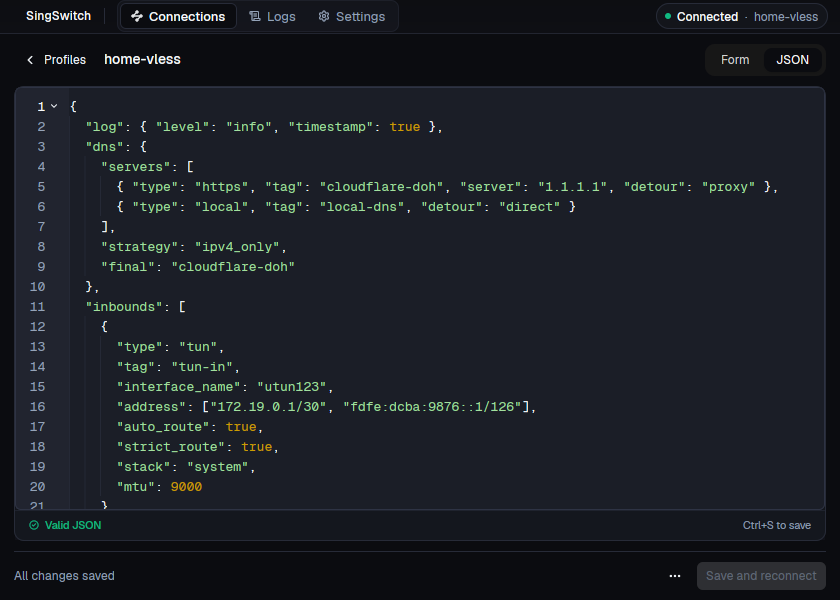 SingSwitch
Connections
Logs
Settings
Connected · home-vless
Profiles
home-vless
Form
JSON
1 {
2 "log": { "level": "info", "timestamp": true },
3 "dns": {
4 "servers": [
5 { "type": "https", "tag": "cloudflare-doh", "server": "1.1.1.1", "detour": "proxy" },
6 { "type": "local", "tag": "local-dns", "detour": "direct" }
7 ],
8 "strategy": "ipv4_only",
9 "final": "cloudflare-doh"
10 },
11 "inbounds": [
12 {
13 "type": "tun",
14 "tag": "tun-in",
15 "interface_name": "utun123",
16 "address": ["172.19.0.1/30", "fdfe:dcba:9876::1/126"],
17 "auto_route": true,
18 "strict_route": true,
19 "stack": "system",
20 "mtu": 9000
21 }
Valid JSON
Ctrl+S to save
All changes saved
Save and reconnect